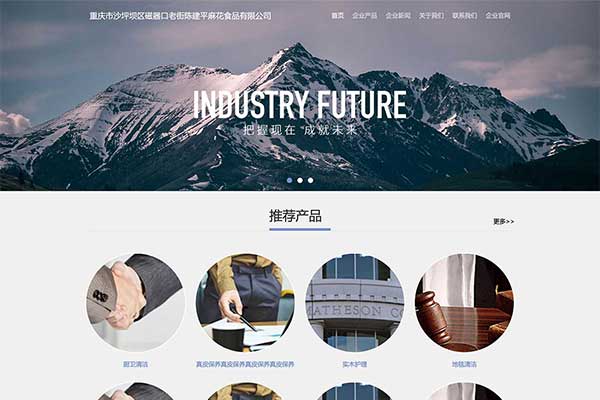 重庆市沙坪坝区磁器口老街陈建平麻花食品有限公司
首页 企业产品 企业新闻 关于我们 联系我们 企业官网
INDUSTRY FUTURE
把握现在 成就未来
推荐产品
更多>>
MATHESON CO
厨卫清洁
真皮保养真皮保养真皮保养真皮保养
实木护理
地毯清洁